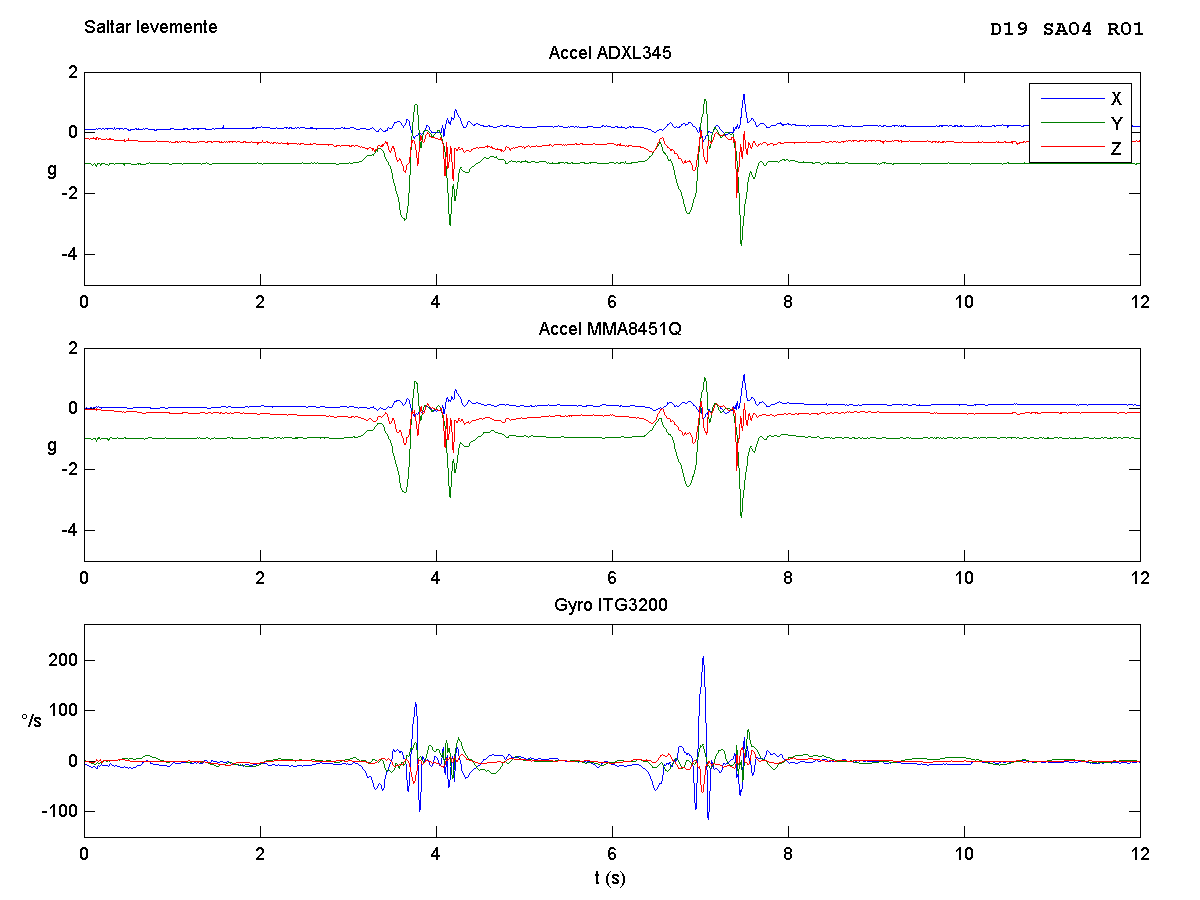 Saltar levemente
D19 SA04 R01
Accel ADXL345
2
0
-2
-4
g
X
Y
Z
0 2 4 6 8 10 12
Accel MMA8451Q
2
0
-2
-4
g
0 2 4 6 8 10 12
Gyro ITG3200
200
100
0
-100
°/s
0 2 4 6 8 10 12
t (s)